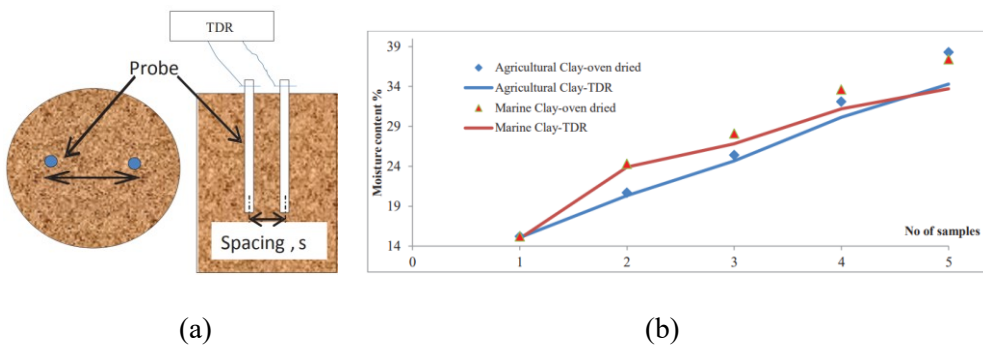 TDR
Probe
Spacing , s
(a)
Moisture content %
39
34
29
24
19
14
Agricultural Clay-oven dried
Agricultural Clay-TDR
Marine Clay-oven dried
Marine Clay-TDR
No of samples
0 1 2 3 4 5
(b)